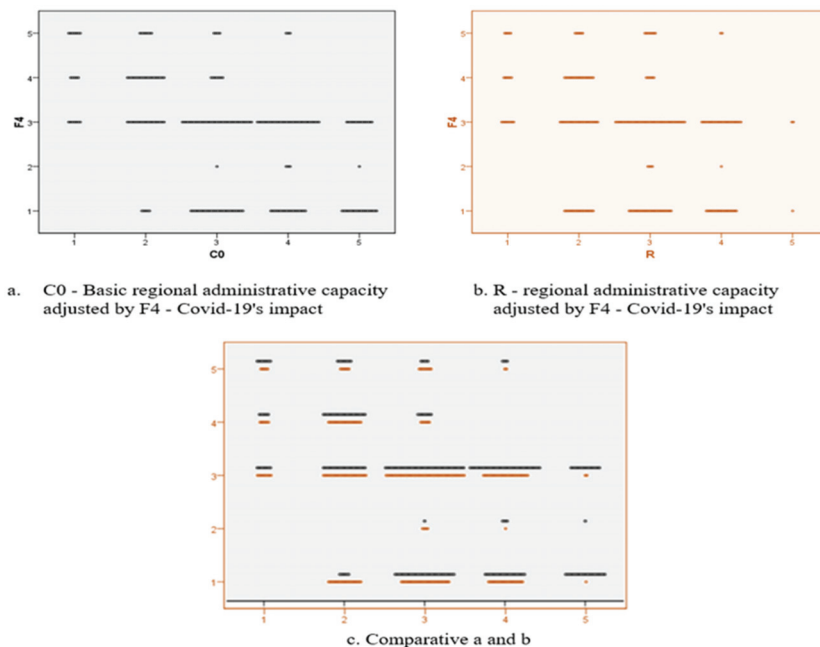 5
4
F4
3
2
1
1 2 3 4 5
C0
5
4
F4
3
2
1
1 2 3 4 5
R
a. C0 - Basic regional administrative capacity
adjusted by F4 - Covid-19's impact
b. R - regional administrative capacity
adjusted by F4 - Covid-19's impact
5
4
3
2
1
1 2 3 4 5
c. Comparative a and b